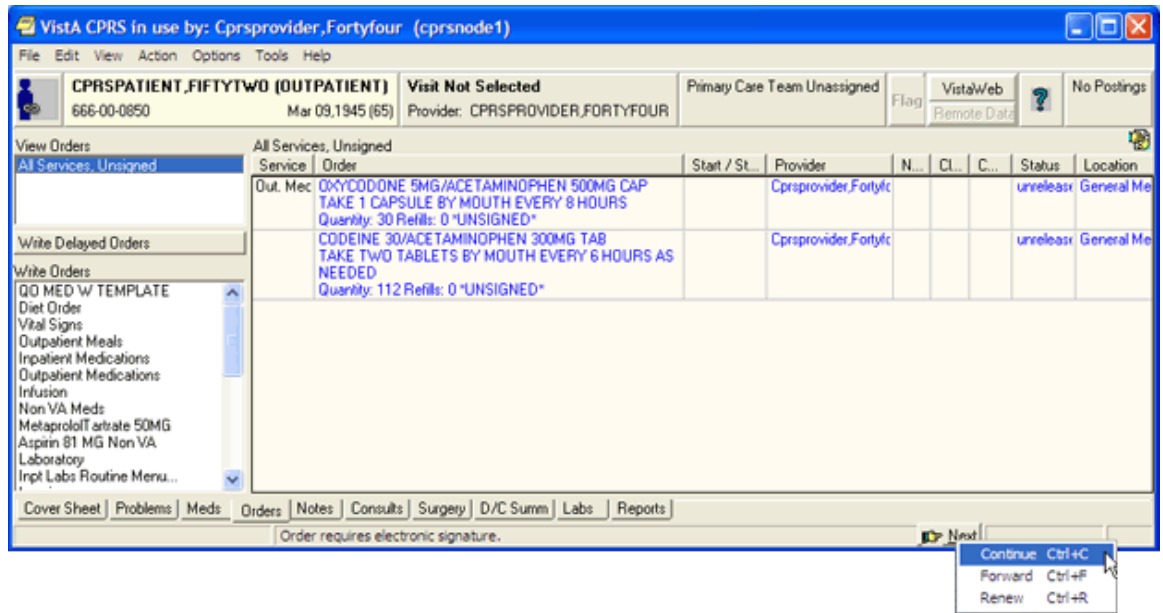 VistA CPRS in use by: Cprsprovider,Fortyfour (cprsnode1)
File Edit View Action Options Tools Help
CPRSPATIENT,FIFTYTWO (OUTPATIENT) Visit Not Selected Primary Care Team Unassigned Flag VistaWeb ? No Postings
666-00-0850 Mar 09,1945 (65) Provider: CPRSPROVIDER,FORTYFOUR Remote Data
View Orders
All Services, Unsigned
All Services, Unsigned
Service Order Start / St... Provider N... Cl... C... Status Location
Out. Mec OXYCODONE 5MG/ACETAMINOPHEN 500MG CAP Cprsprovider,Fortyfc unrelease General Me
TAKE 1 CAPSULE BY MOUTH EVERY 8 HOURS
Quantity: 30 Refills: 0 *UNSIGNED*
CODEINE 30/ACETAMINOPHEN 300MG TAB Cprsprovider,Fortyfc unrelease General Me
TAKE TWO TABLETS BY MOUTH EVERY 6 HOURS AS
NEEDED
Quantity: 112 Refills: 0 *UNSIGNED*
Write Delayed Orders
Write Orders
QO MED W TEMPLATE
Diet Order
Vital Signs
Outpatient Meals
Inpatient Medications
Outpatient Medications
Infusion
Non VA Meds
MetaprololTartrate 50MG
Aspirin 81 MG Non VA
Laboratory
Inpt Labs Routine Menu...
Cover Sheet Problems Meds Orders Notes Consults Surgery D/C Summ Labs Reports
Order requires electronic signature. Next
Continue Ctrl+C
Forward Ctrl+F
Renew Ctrl+R